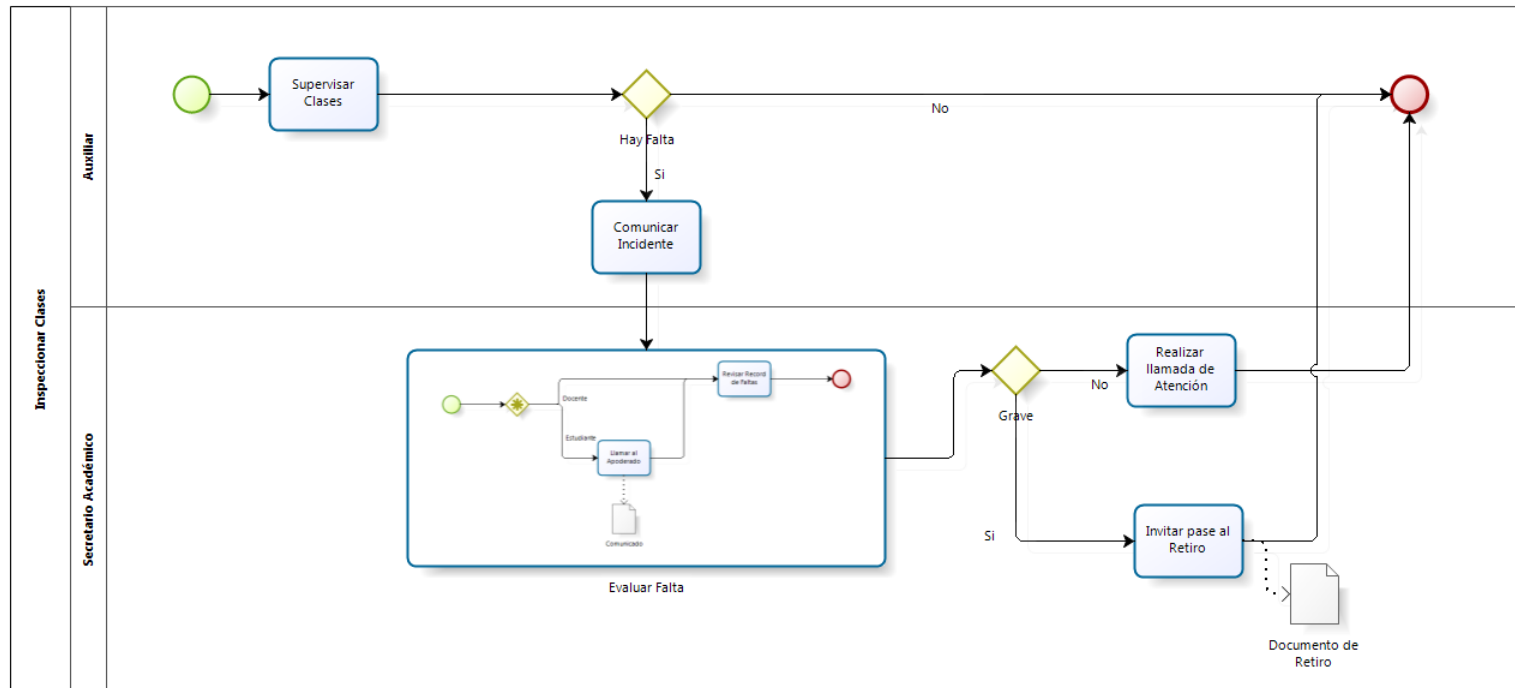 Inspeccionar Clases
Auxiliar
Supervisar
Clases
Hay Falta
No
Si
Comunicar
Incidente
Secretario Académico
Revisar Record
de Faltas
Docente
Estudiante
Llamar al
Apoderado
Comunicado
Evaluar Falta
Grave
No
Realizar
llamada de
Atención
Si
Invitar pase al
Retiro
Documento de
Retiro